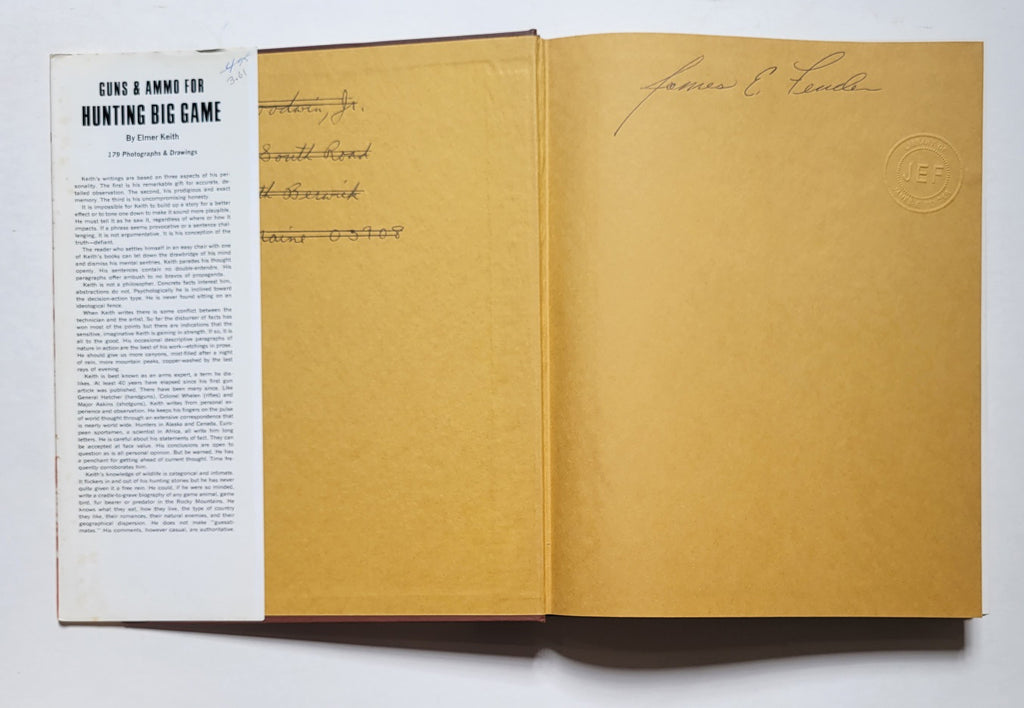 GUNS & AMMO FOR
HUNTING BIG GAME
By Elmer Keith
179 Photographs & Drawings
Keith's writings are based on three aspects of his per-
sonality. The first is his remarkable gift for accurate, de-
tailed observation. The second, his prodigious and exact
memory. The third is his uncompromising honesty.
It is impossible for Keith to build up a story for a better
effect or to tone one down to make it sound more plausible.
He must tell it as he saw it, regardless of where or how it
impacts. If a phrase seems provocative or a sentence chal-
lenging. It is not argumentative. It is his conception of the
truth—defiant.
The reader who settles himself in an easy chair with one
of Keith's books can let down the drawbridge of his mind
and dismiss his mental sentries. Keith parades his thought
openly. His sentences contain no double-entendre. His
paragraphs offer ambush to no bravos of propaganda.
Keith is not a philosopher. Concrete facts interest him,
abstractions do not. Psychologically he is inclined toward
the decision-action type. He is never found sitting on an
ideological fence.
When Keith writes there is some conflict between the
technician and the artist. So far the disburser of facts has
won most of the points but there are indications that the
sensitive, imaginative Keith is gaining in strength. If so, it is
all to the good. His occasional descriptive paragraphs of
nature in action are the best of his work—etchings in prose.
He should give us more canyons, mist-filled after a night
of rain, more mountain peaks, copper-washed by the last
rays of evening.
Keith is best known as an arms expert, a term he dis-
likes. At least 40 years have elapsed since his first gun
article was published. There have been many since. Like
General Hatcher (handguns), Colonel Whelen (rifles) and
Major Askins (shotguns), Keith writes from personal ex-
perience and observation. He keeps his fingers on the pulse
of world thought through an extensive correspondence that
is nearly world wide. Hunters in Alaska and Canada, Euro-
pean sportsmen, a scientist in Africa, all write him long
letters. He is careful about his statements of fact. They can
be accepted at face value. His conclusions are open to
question as is all personal opinion. But be warned. He has
a penchant for getting ahead of current thought. Time fre-
quently corroborates him.
Keith's knowledge of wildlife is categorical and intimate.
It flickers in and out of his hunting stories but he has never
quite given it a free rein. He could, if he were so minded,
write a cradle-to-grave biography of any game animal, game
bird, fur bearer or predator in the Rocky Mountains. He
knows what they eat, how they live, the type of country
they like, their romances, their natural enemies, and their
geographical dispersion. He does not make "guesti-
mates." His comments, however casual, are authoritative.
3.61
odwin, Jr.
South Road
th Berwick
aine 03908
James E. Fender
LIBRARY OF
JEF